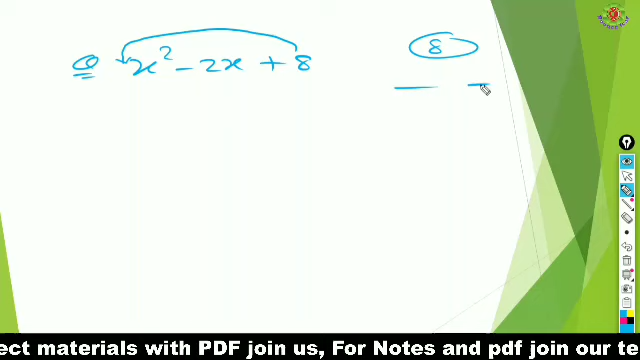 Q x² - 2x + 8
8
ect materials with PDF join us, For Notes and pdf join our te